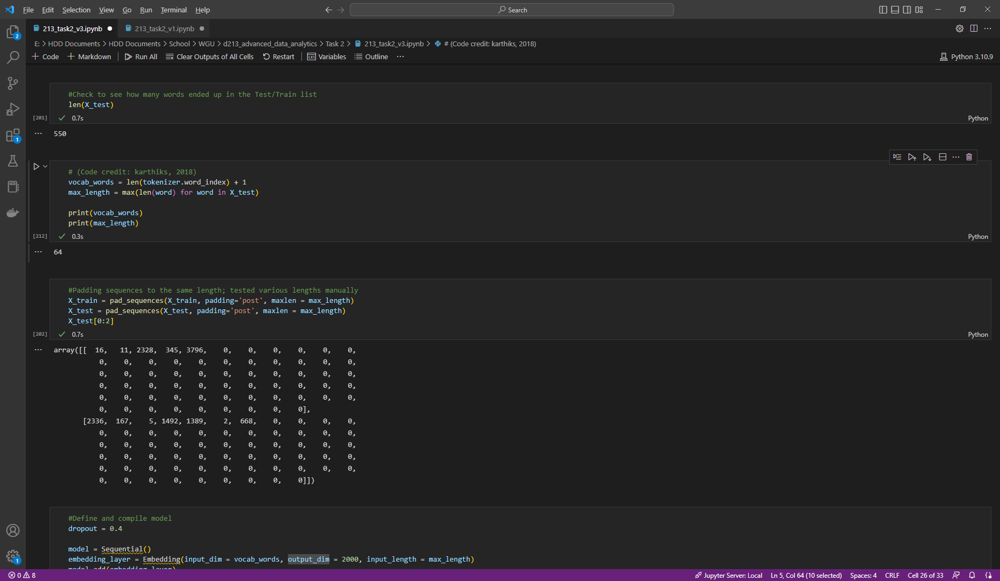 File Edit Selection View Go Run Terminal Help Search
213_task2_v3.ipynb 213_task2_v1.ipynb
E: > HDD Documents > HDD Documents > School > WGU > d213_advanced_data_analytics > Task 2 > 213_task2_v3.ipynb > # (Code credit: karthiks, 2018)
Code Markdown Run All Clear Outputs of All Cells Restart Variables Outline ... Python 3.10.9
#Check to see how many words ended up in the Test/Train list
len(X_test)
[201] 0.7s Python
... 550
# (Code credit: karthiks, 2018)
vocab_words = len(tokenizer.word_index) + 1
max_length = max(len(word) for word in X_test)
print(vocab_words)
print(max_length)
[212] 0.3s Python
... 64
#Padding sequences to the same length; tested various lengths manually
X_train = pad_sequences(X_train, padding='post', maxlen = max_length)
X_test = pad_sequences(X_test, padding='post', maxlen = max_length)
X_test[0:2]
[202] 0.7s Python
... array([[ 16, 11, 2328, 345, 3796, 0, 0, 0, 0, 0, 0,
0, 0, 0, 0, 0, 0, 0, 0, 0, 0, 0,
0, 0, 0, 0, 0, 0, 0, 0, 0, 0, 0,
0, 0, 0, 0, 0, 0, 0, 0, 0, 0, 0,
0, 0, 0, 0, 0, 0, 0, 0, 0, 0, 0,
0, 0, 0, 0, 0, 0, 0, 0, 0],
[2336, 167, 5, 1492, 1389, 2, 668, 0, 0, 0, 0,
0, 0, 0, 0, 0, 0, 0, 0, 0, 0, 0,
0, 0, 0, 0, 0, 0, 0, 0, 0, 0, 0,
0, 0, 0, 0, 0, 0, 0, 0, 0, 0, 0,
0, 0, 0, 0, 0, 0, 0, 0, 0, 0, 0,
0, 0, 0, 0, 0, 0, 0, 0, 0]])
#Define and compile model
dropout = 0.4
model = Sequential()
embedding_layer = Embedding(input_dim = vocab_words, output_dim = 2000, input_length = max_length)
model.add(embedding_layer)
0 8 Jupyter Server: Local Ln 5, Col 64 (10 selected) Spaces: 4 CRLF Cell 26 of 33
2
1
1